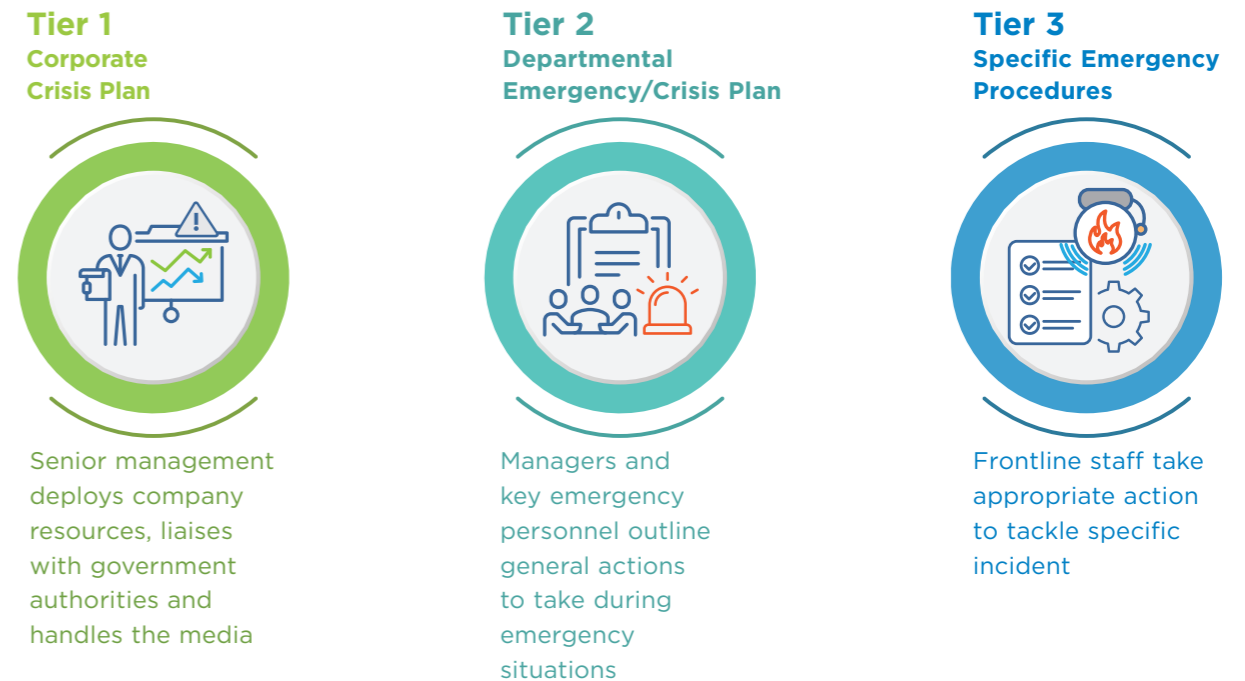 Tier 1
Corporate
Crisis Plan
Senior management
deploys company
resources, liaises
with government
authorities and
handles the media
Tier 2
Departmental
Emergency/Crisis Plan
Managers and
key emergency
personnel outline
general actions
to take during
emergency
situations
Tier 3
Specific Emergency
Procedures
Frontline staff take
appropriate action
to tackle specific
incident